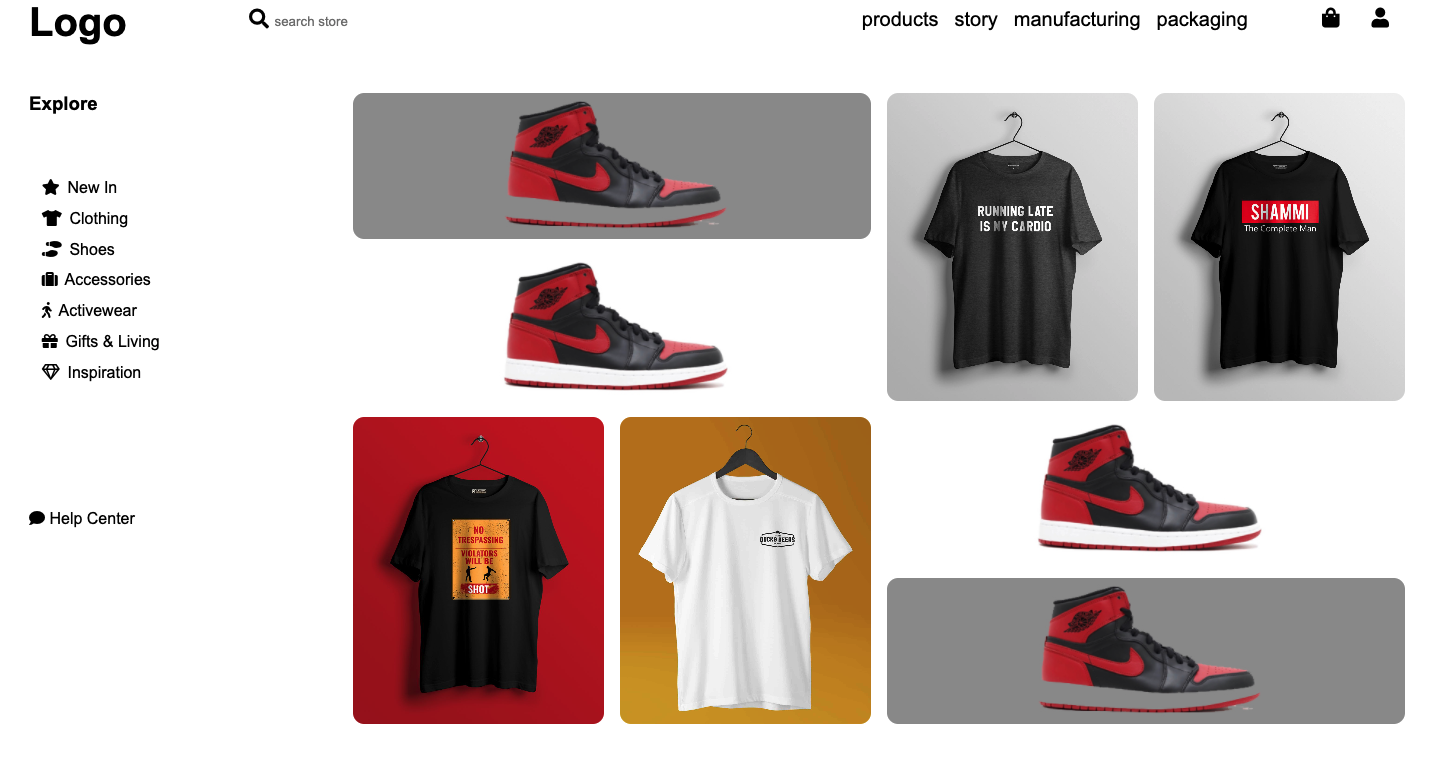 Logo
search store
products story manufacturing packaging
Explore
New In
Clothing
Shoes
Accessories
Activewear
Gifts & Living
Inspiration
Help Center
RUNNING LATE
IS MY CARDIO
SHAMMI
The Complete Man
NO
TRESPASSING
VIOLATORS
WILL BE
SHOT